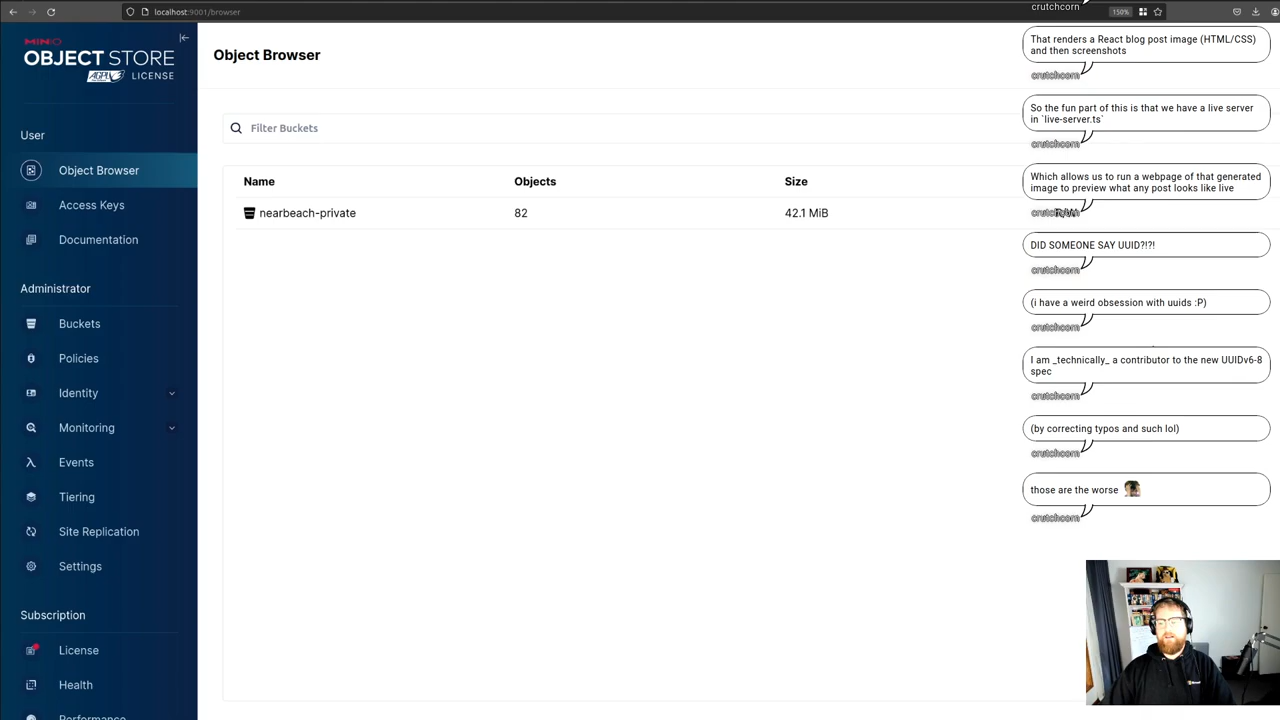 localhost:9001/browser
150%
MINIO
OBJECT STORE
AGPL LICENSE
User
Object Browser
Access Keys
Documentation
Administrator
Buckets
Policies
Identity
Monitoring
Events
Tiering
Site Replication
Settings
Subscription
License
Health
Performance
Object Browser
Filter Buckets
Name Objects Size
nearbeach-private 82 42.1 MiB R/W
crutchcorn
That renders a React blog post image (HTML/CSS)
and then screenshots
crutchcorn
So the fun part of this is that we have a live server
in `live-server.ts`
crutchcorn
Which allows us to run a webpage of that generated
image to preview what any post looks like live
crutchcorn
DID SOMEONE SAY UUID?!?!
crutchcorn
(i have a weird obsession with uuids :P)
crutchcorn
I am _technically_ a contributor to the new UUIDv6-8
spec
crutchcorn
(by correcting typos and such lol)
crutchcorn
those are the worse
crutchcorn